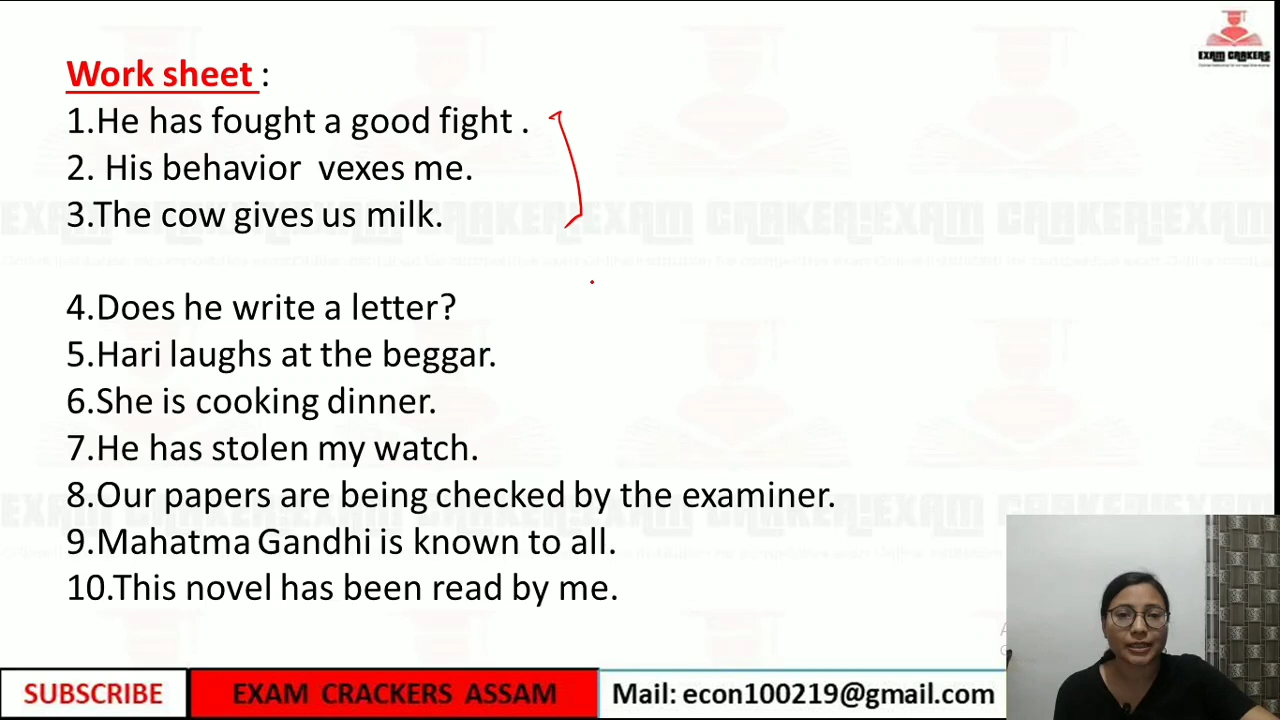 EXAM CRAKERS
Work sheet :
1.He has fought a good fight .
2. His behavior vexes me.
3.The cow gives us milk.
4.Does he write a letter?
5.Hari laughs at the beggar.
6.She is cooking dinner.
7.He has stolen my watch.
8.Our papers are being checked by the examiner.
9.Mahatma Gandhi is known to all.
10.This novel has been read by me.
SUBSCRIBE
EXAM CRACKERS ASSAM
Mail: econ100219@gmail.com